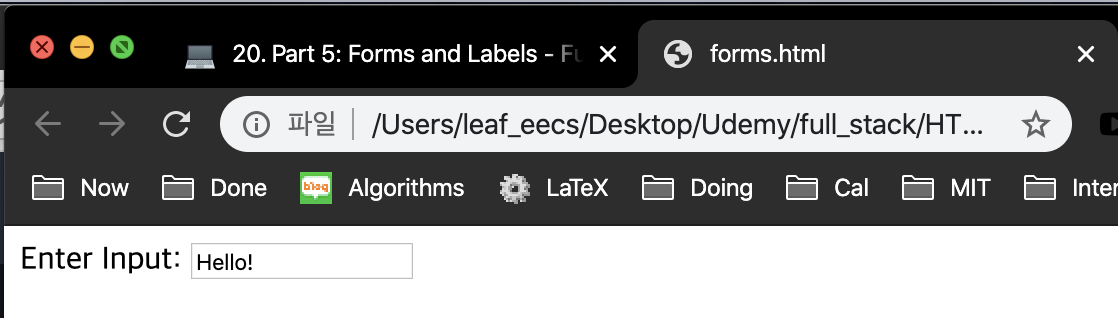 20. Part 5: Forms and Labels - Fu
forms.html
파일 /Users/leaf_eecs/Desktop/Udemy/full_stack/HT...
Now Done blog Algorithms LaTeX Doing Cal MIT Inter
Enter Input: Hello!